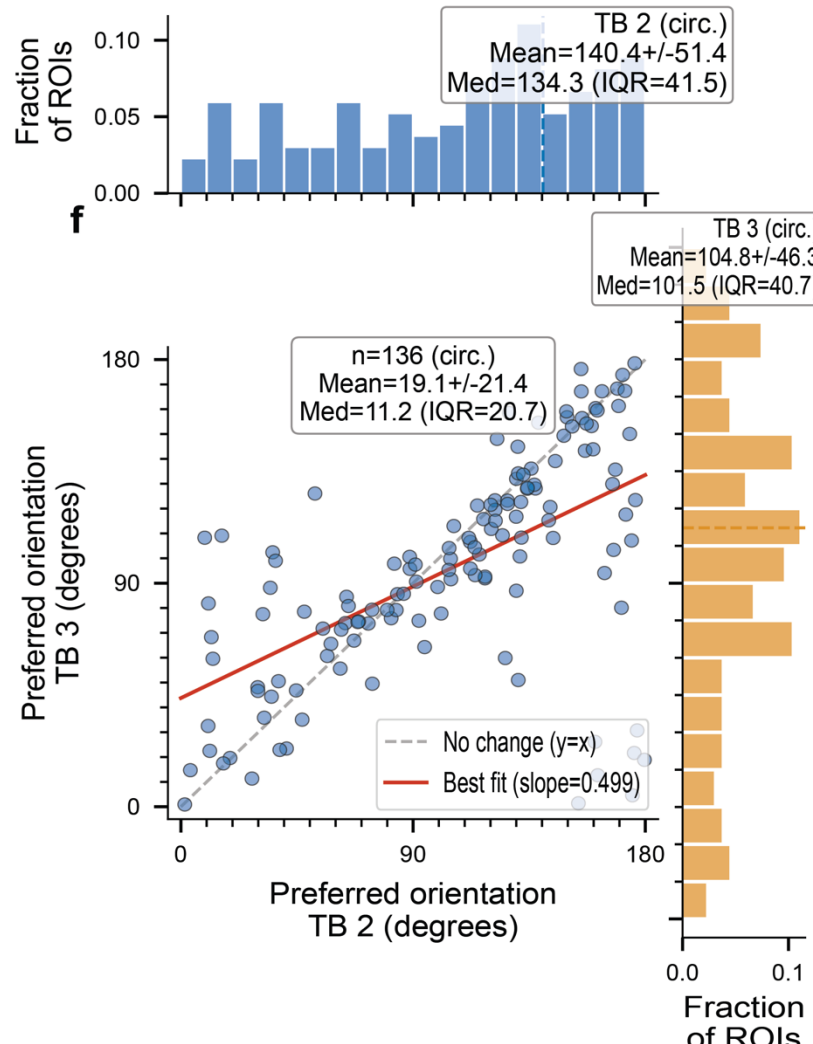 0.10
0.05
0.00
Fraction
of ROIs
TB 2 (circ.)
Mean=140.4+/-51.4
Med=134.3 (IQR=41.5)
f
TB 3 (circ.
Mean=104.8+/-46.3
Med=101.5 (IQR=40.7
n=136 (circ.)
Mean=19.1+/-21.4
Med=11.2 (IQR=20.7)
180
90
0
Preferred orientation
TB 3 (degrees)
No change (y=x)
Best fit (slope=0.499)
0
90
180
Preferred orientation
TB 2 (degrees)
0.0
0.1
Fraction
of ROIs